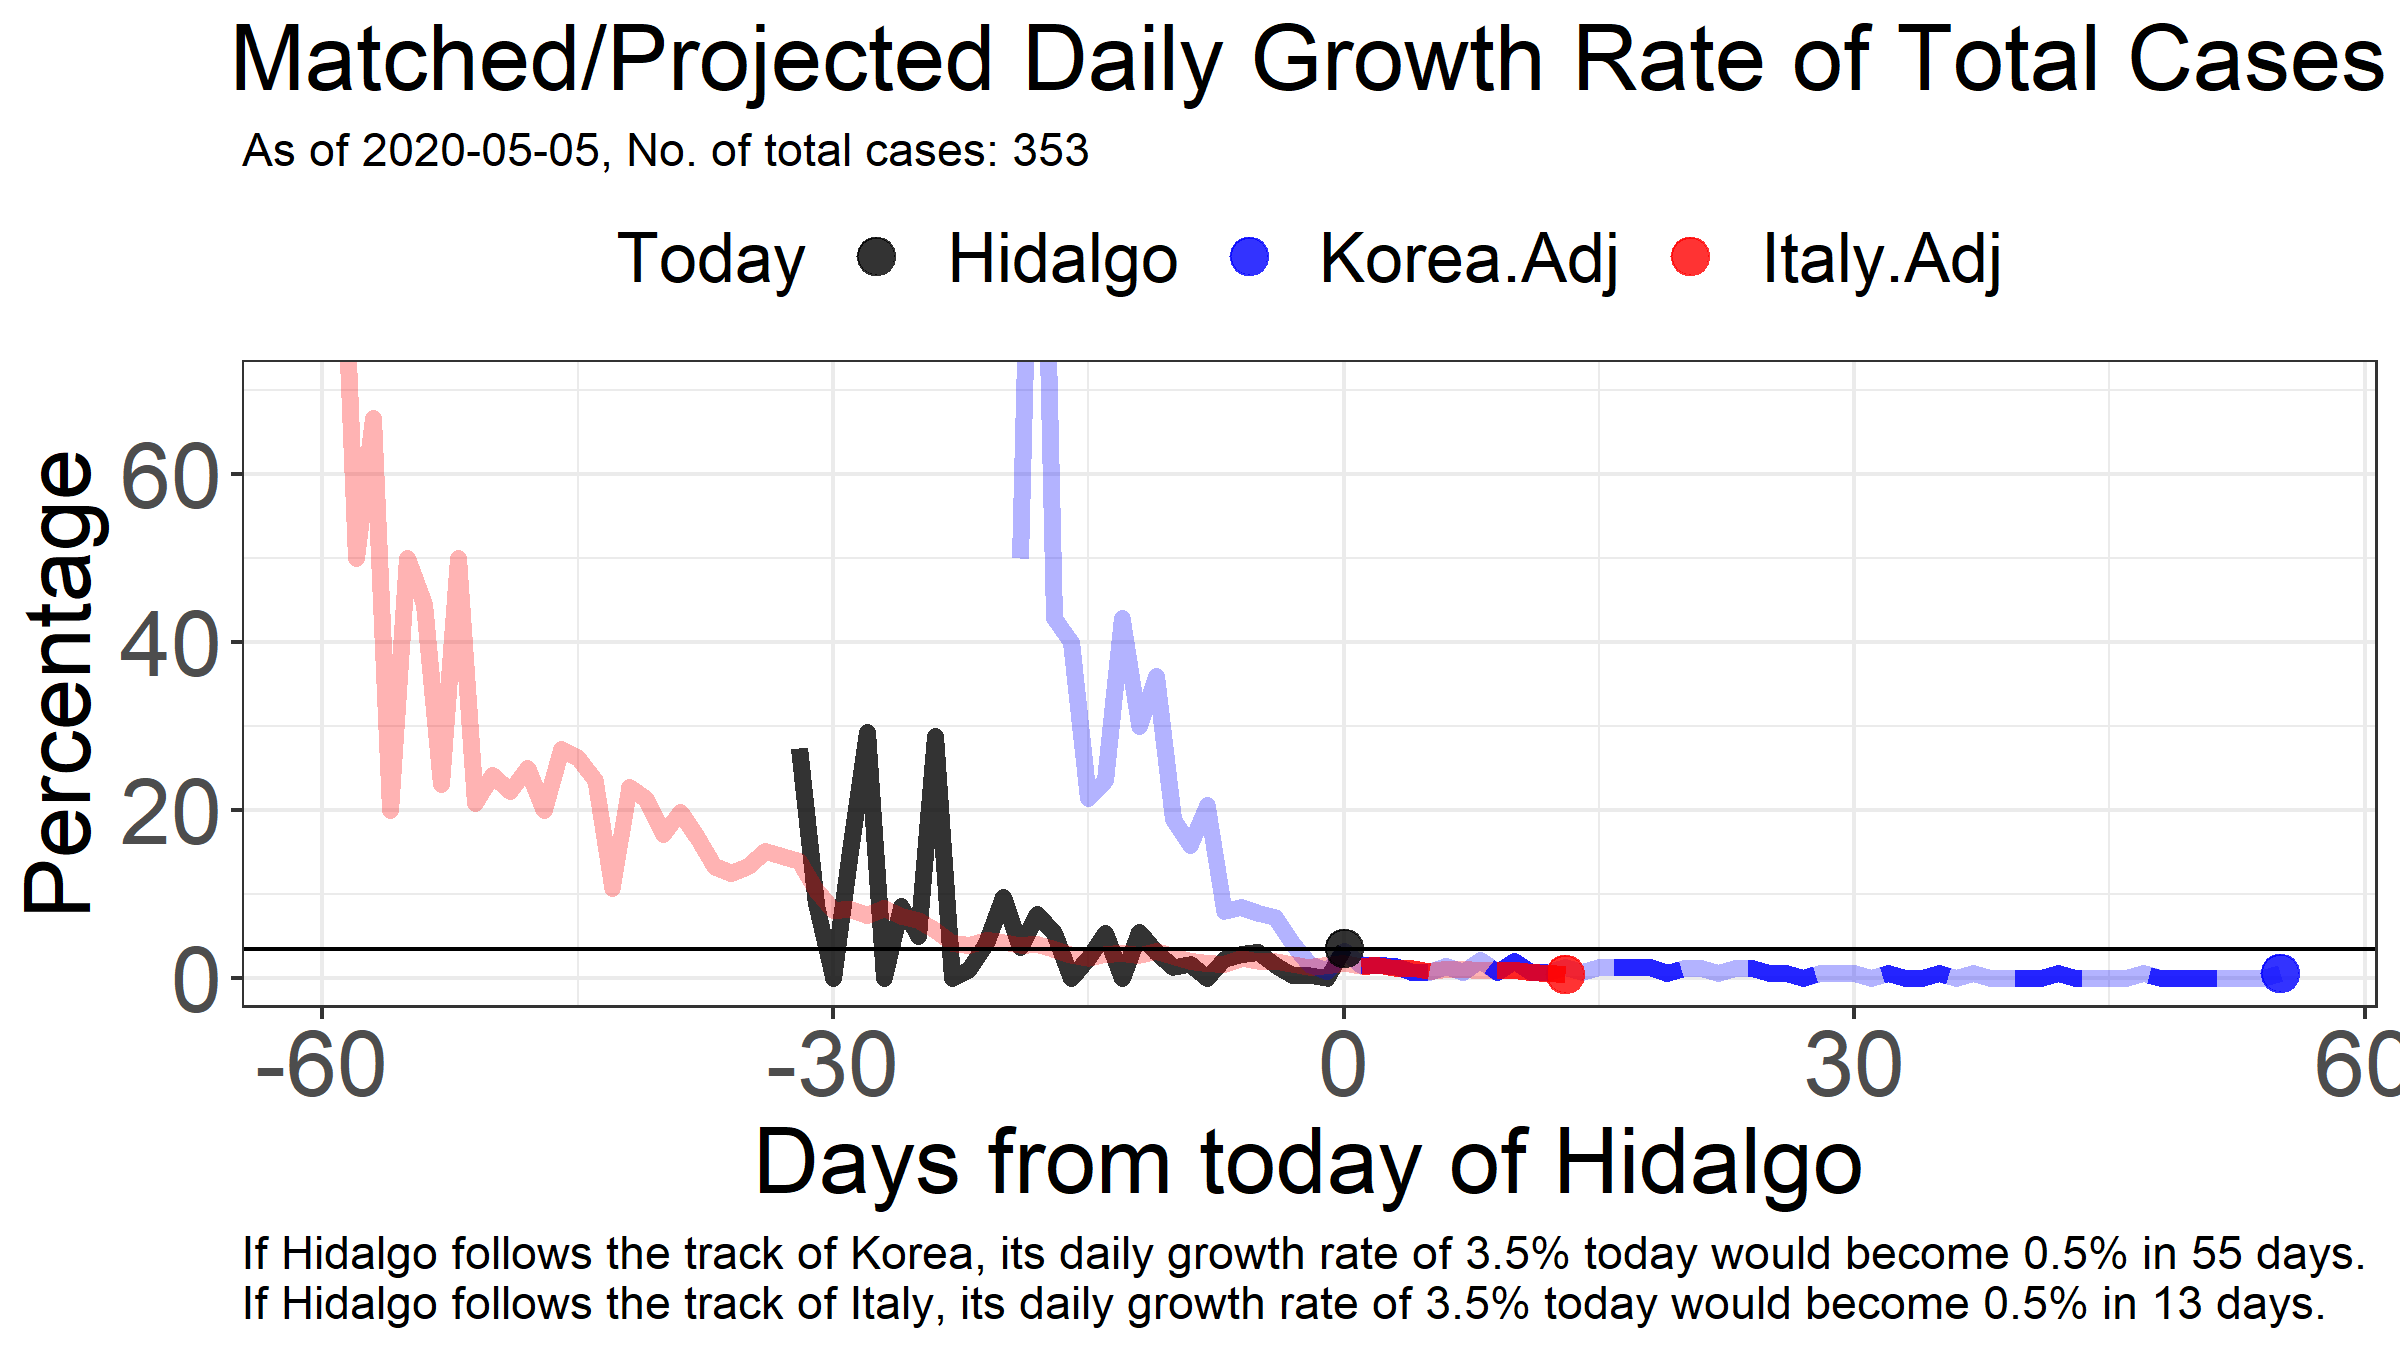 Matched/Projected Daily Growth Rate of Total Cases
As of 2020-05-05, No. of total cases: 353
Today Hidalgo Korea.Adj Italy.Adj
Percentage
60
40
20
0
-60 -30 0 30 60
Days from today of Hidalgo
If Hidalgo follows the track of Korea, its daily growth rate of 3.5% today would become 0.5% in 55 days.
If Hidalgo follows the track of Italy, its daily growth rate of 3.5% today would become 0.5% in 13 days.